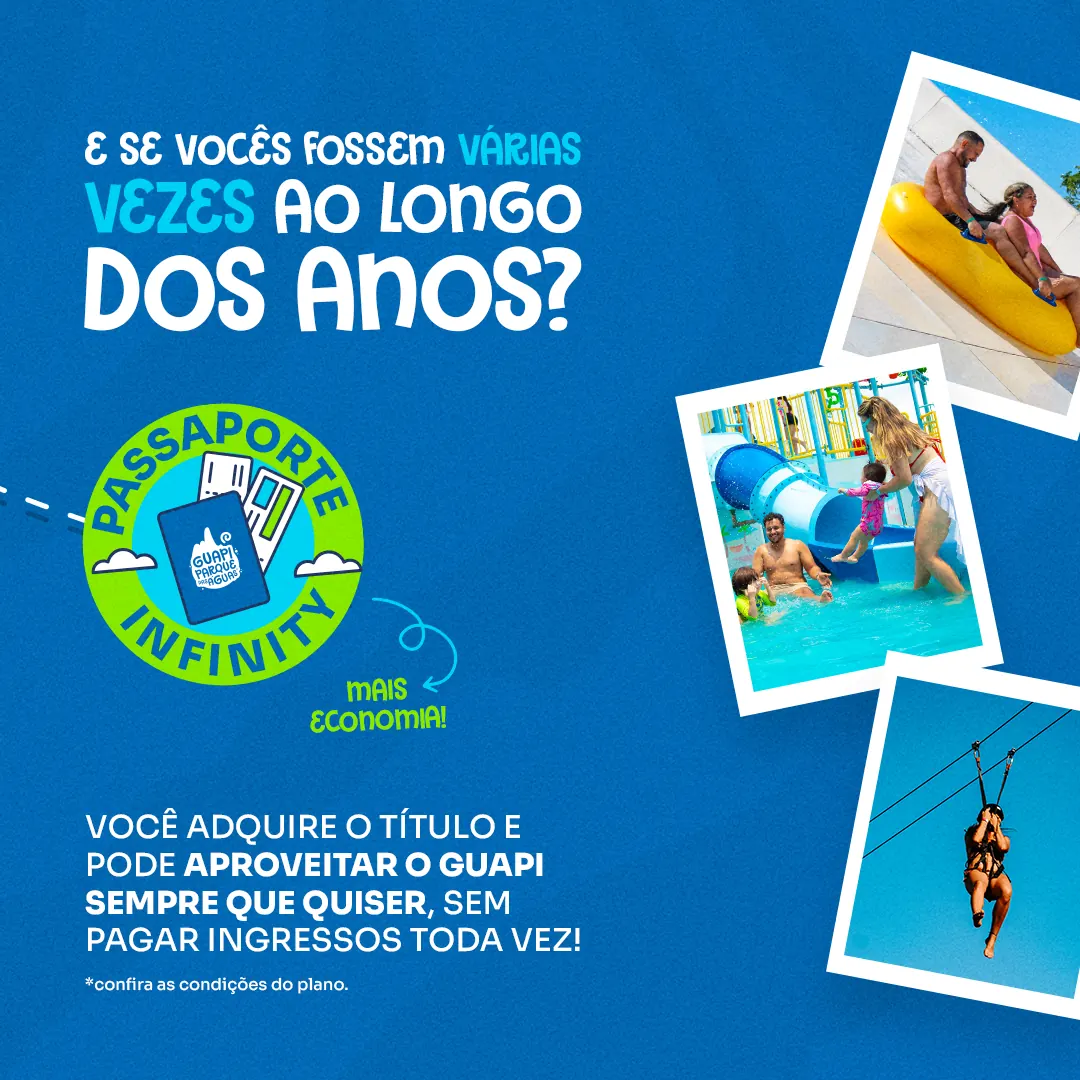 E SE VOCÊS FOSSEM VÁRIAS
VEZES AO LONGO
DOS ANOS?
PASSAPORTE
GUAPI
PARQUE
DAS ÁGUAS
INFINITY
MAIS
ECONOMIA!
VOCÊ ADQUIRE O TÍTULO E
PODE APROVEITAR O GUAPI
SEMPRE QUE QUISER, SEM
PAGAR INGRESSOS TODA VEZ!
*confira as condições do plano.